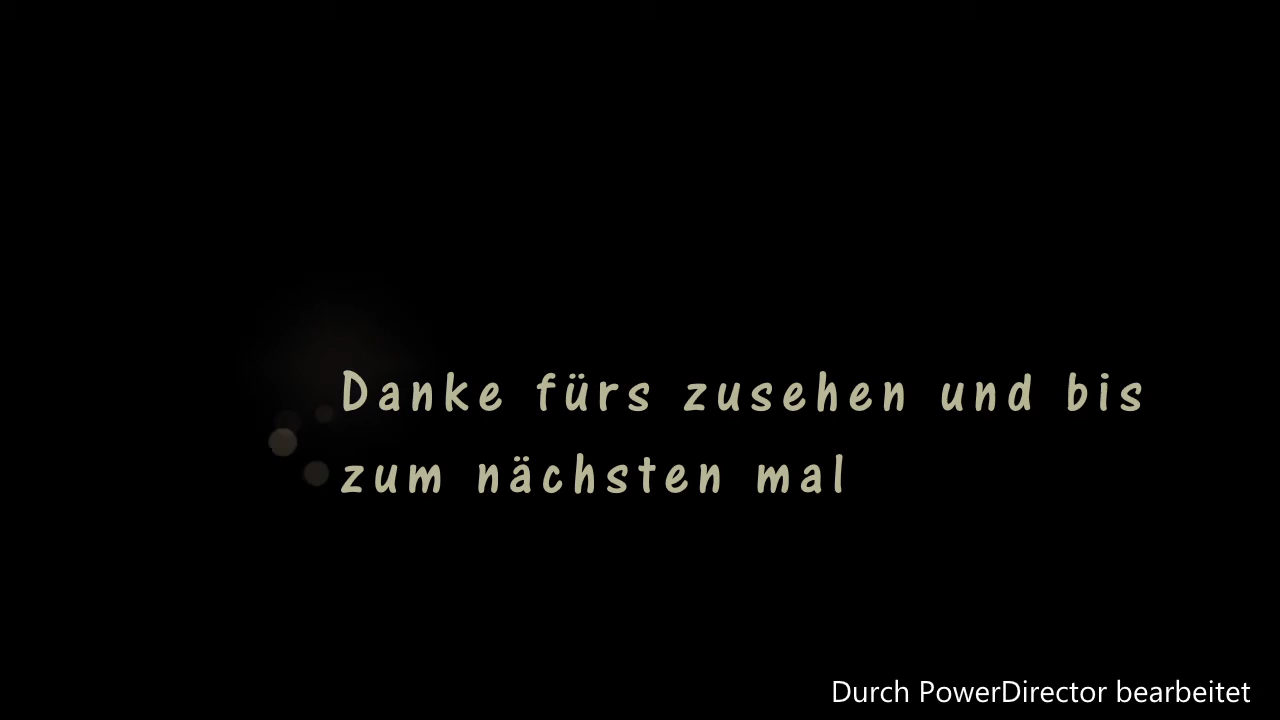 Danke fürs zusehen und bis
zum nächsten mal
Durch PowerDirector bearbeitet